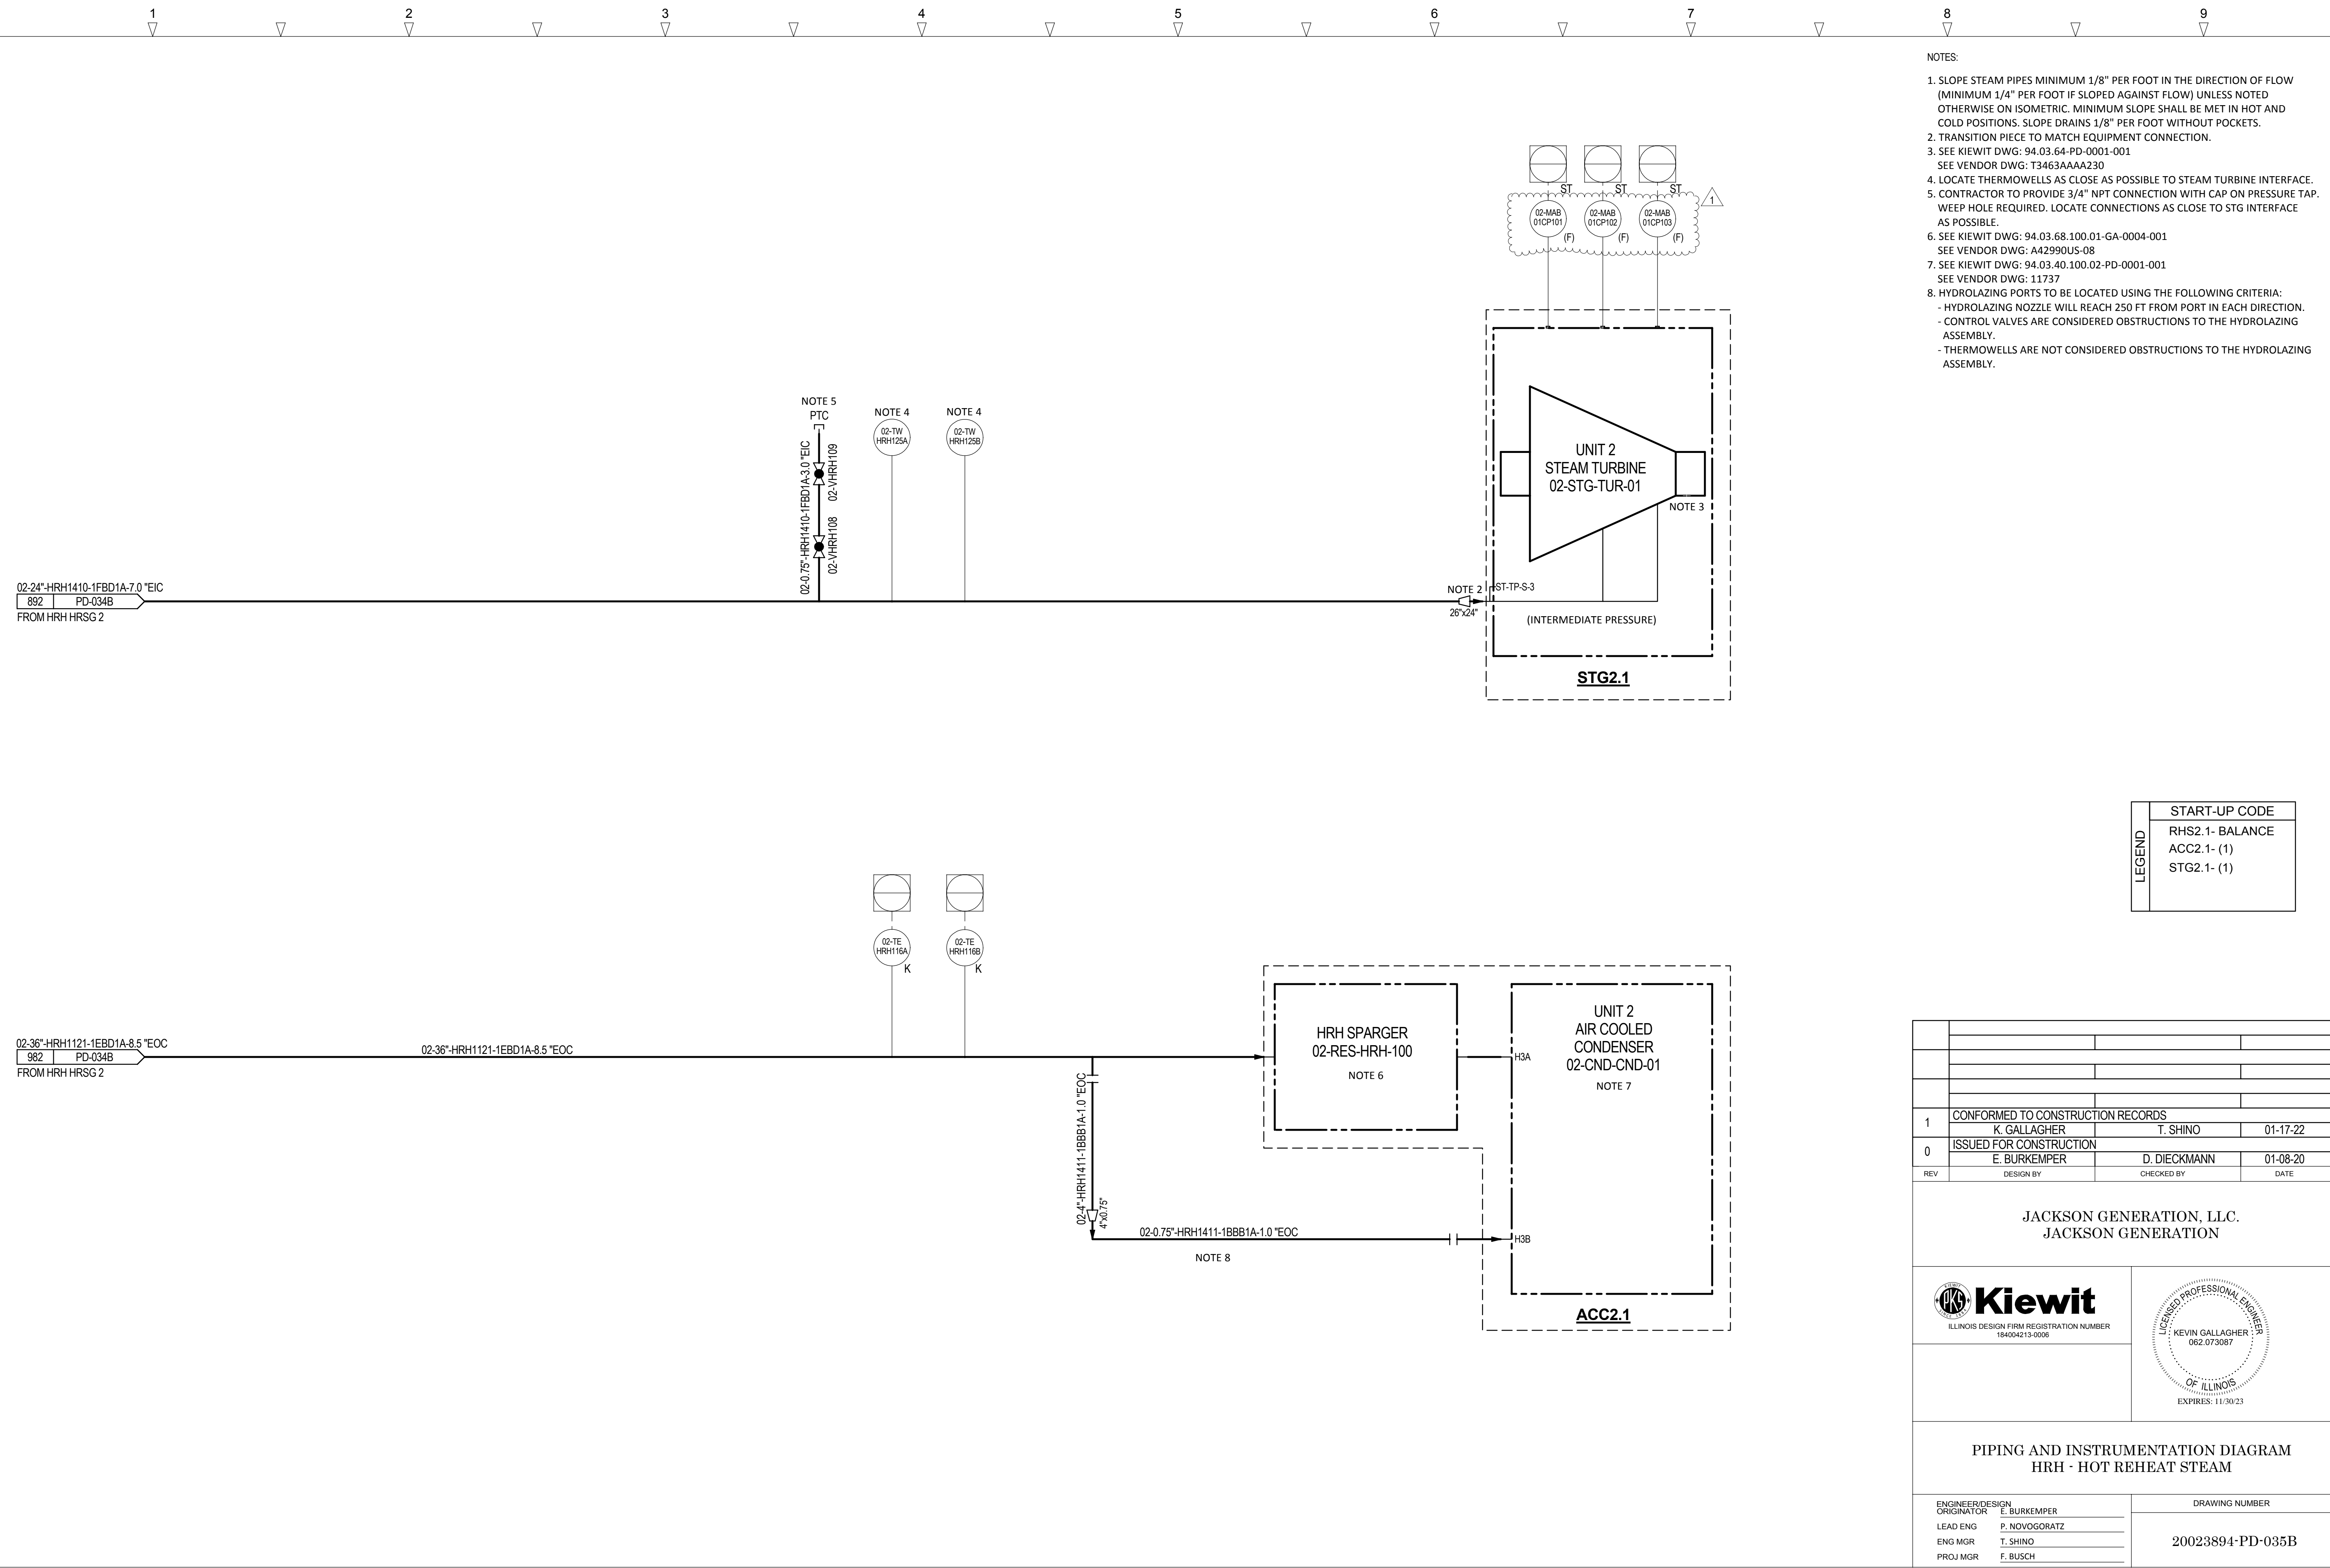 1 2 3 4 5 6 7 8 9
NOTES:
1. SLOPE STEAM PIPES MINIMUM 1/8" PER FOOT IN THE DIRECTION OF FLOW
(MINIMUM 1/4" PER FOOT IF SLOPED AGAINST FLOW) UNLESS NOTED
OTHERWISE ON ISOMETRIC. MINIMUM SLOPE SHALL BE MET IN HOT AND
COLD POSITIONS. SLOPE DRAINS 1/8" PER FOOT WITHOUT POCKETS.
2. TRANSITION PIECE TO MATCH EQUIPMENT CONNECTION.
3. SEE KIEWIT DWG: 94.03.64-PD-0001-001
SEE VENDOR DWG: T3463AAAA230
4. LOCATE THERMOWELLS AS CLOSE AS POSSIBLE TO STEAM TURBINE INTERFACE.
5. CONTRACTOR TO PROVIDE 3/4" NPT CONNECTION WITH CAP ON PRESSURE TAP.
WEEP HOLE REQUIRED. LOCATE CONNECTIONS AS CLOSE TO STG INTERFACE
AS POSSIBLE.
6. SEE KIEWIT DWG: 94.03.68.100.01-GA-0004-001
SEE VENDOR DWG: A42990US-08
7. SEE KIEWIT DWG: 94.03.40.100.02-PD-0001-001
SEE VENDOR DWG: 11737
8. HYDROLAZING PORTS TO BE LOCATED USING THE FOLLOWING CRITERIA:
- HYDROLAZING NOZZLE WILL REACH 250 FT FROM PORT IN EACH DIRECTION.
- CONTROL VALVES ARE CONSIDERED OBSTRUCTIONS TO THE HYDROLAZING
ASSEMBLY.
- THERMOWELLS ARE NOT CONSIDERED OBSTRUCTIONS TO THE HYDROLAZING
ASSEMBLY.
ST ST ST
1
02-MAB
01CP101
(F)
02-MAB
01CP102
(F)
02-MAB
01CP103
(F)
NOTE 5
PTC
NOTE 4
02-TW
HRH125A
NOTE 4
02-TW
HRH125B
02-0.75"-HRH1410-1FBD1A-3.0 "EIC
02-VHRH109
02-VHRH108
UNIT 2
STEAM TURBINE
02-STG-TUR-01
NOTE 3
02-24"-HRH1410-1FBD1A-7.0 "EIC
892 PD-034B
FROM HRH HRSG 2
NOTE 2
26"x24"
ST-TP-S-3
(INTERMEDIATE PRESSURE)
STG2.1
LEGEND
START-UP CODE
RHS2.1- BALANCE
ACC2.1- (1)
STG2.1- (1)
02-TE
HRH116A
K
02-TE
HRH116B
K
02-36"-HRH1121-1EBD1A-8.5 "EOC
982 PD-034B
FROM HRH HRSG 2
02-36"-HRH1121-1EBD1A-8.5 "EOC
HRH SPARGER
02-RES-HRH-100
NOTE 6
UNIT 2
AIR COOLED
CONDENSER
02-CND-CND-01
NOTE 7
H3A
02-4"-HRH1411-1BBB1A-1.0 "EOC
4"x0.75"
02-0.75"-HRH1411-1BBB1A-1.0 "EOC
NOTE 8
H3B
ACC2.1
1 CONFORMED TO CONSTRUCTION RECORDS
K. GALLAGHER T. SHINO 01-17-22
0 ISSUED FOR CONSTRUCTION
E. BURKEMPER D. DIECKMANN 01-08-20
REV DESIGN BY CHECKED BY DATE
JACKSON GENERATION, LLC.
JACKSON GENERATION
KIEWIT
PKS
Kiewit
ILLINOIS DESIGN FIRM REGISTRATION NUMBER
184004213-0006
LICENSED PROFESSIONAL ENGINEER
KEVIN GALLAGHER
062.073087
OF ILLINOIS
EXPIRES: 11/30/23
PIPING AND INSTRUMENTATION DIAGRAM
HRH - HOT REHEAT STEAM
ENGINEER/DESIGN
ORIGINATOR E. BURKEMPER
LEAD ENG P. NOVOGORATZ
ENG MGR T. SHINO
PROJ MGR F. BUSCH
DRAWING NUMBER
20023894-PD-035B